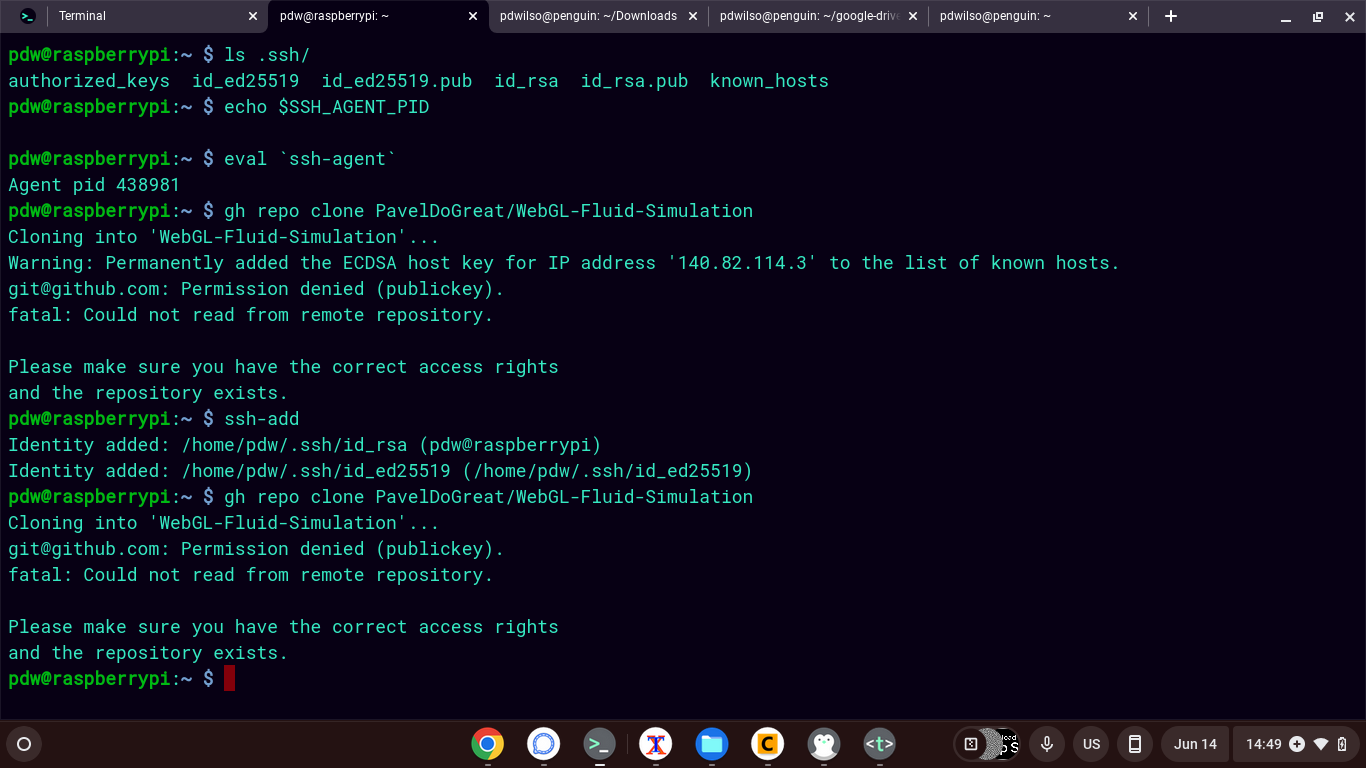 Terminal
pdw@raspberrypi: ~
pdwilso@penguin: ~/Downloads
pdwilso@penguin: ~/google-drive
pdwilso@penguin: ~
pdw@raspberrypi:~ $ ls .ssh/
authorized_keys  id_ed25519  id_ed25519.pub  id_rsa  id_rsa.pub  known_hosts
pdw@raspberrypi:~ $ echo $SSH_AGENT_PID
pdw@raspberrypi:~ $ eval `ssh-agent`
Agent pid 438981
pdw@raspberrypi:~ $ gh repo clone PavelDoGreat/WebGL-Fluid-Simulation
Cloning into 'WebGL-Fluid-Simulation'...
Warning: Permanently added the ECDSA host key for IP address '140.82.114.3' to the list of known hosts.
git@github.com: Permission denied (publickey).
fatal: Could not read from remote repository.
Please make sure you have the correct access rights
and the repository exists.
pdw@raspberrypi:~ $ ssh-add
Identity added: /home/pdw/.ssh/id_rsa (pdw@raspberrypi)
Identity added: /home/pdw/.ssh/id_ed25519 (/home/pdw/.ssh/id_ed25519)
pdw@raspberrypi:~ $ gh repo clone PavelDoGreat/WebGL-Fluid-Simulation
Cloning into 'WebGL-Fluid-Simulation'...
git@github.com: Permission denied (publickey).
fatal: Could not read from remote repository.
Please make sure you have the correct access rights
and the repository exists.
pdw@raspberrypi:~ $
US
Jun 14
14:49